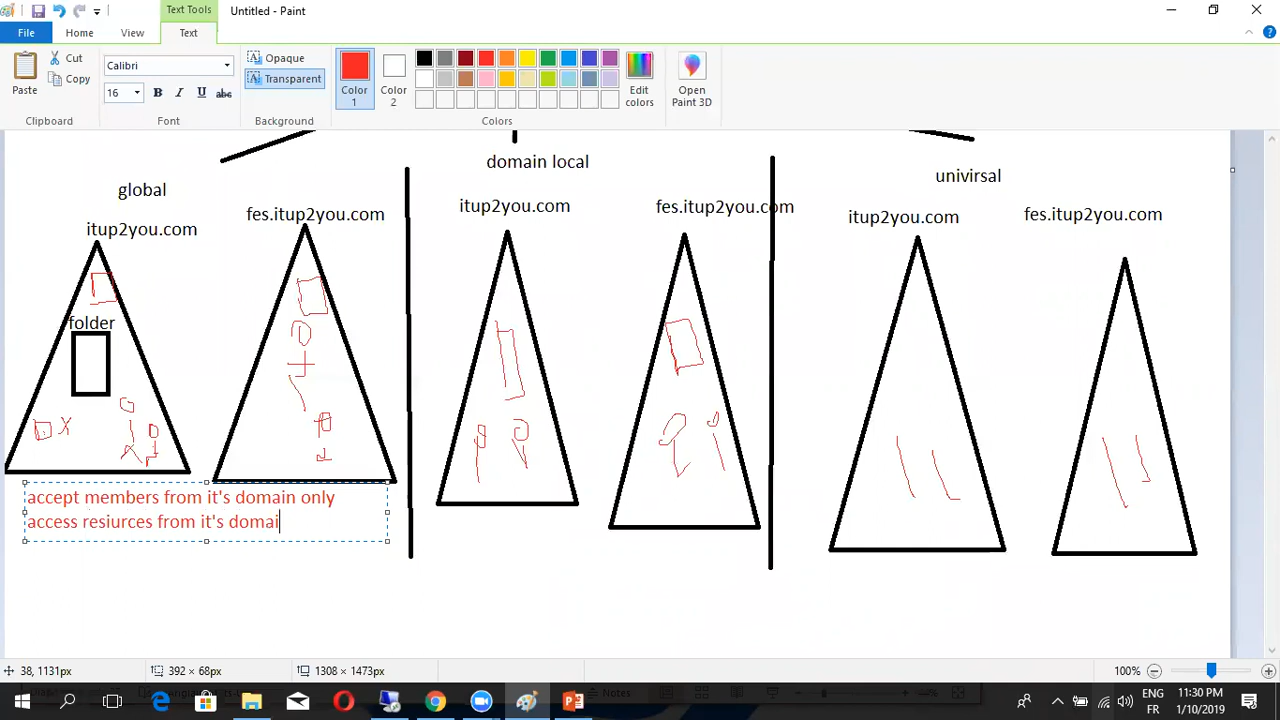 Text Tools
Untitled - Paint
File
Home
View
Text
Paste
Cut
Copy
Clipboard
Calibri
16
B I U abc
Font
Opaque
Transparent
Background
Color 1
Color 2
Edit colors
Colors
Open Paint 3D
domain local
univirsal
global
itup2you.com
fes.itup2you.com
itup2you.com
fes.itup2you.com
itup2you.com
fes.itup2you.com
folder
accept members from it's domain only
access resiurces from it's domai
38, 1131px
392 × 68px
1308 × 1473px
100%
Notes
ENG
FR
11:30 PM
1/10/2019